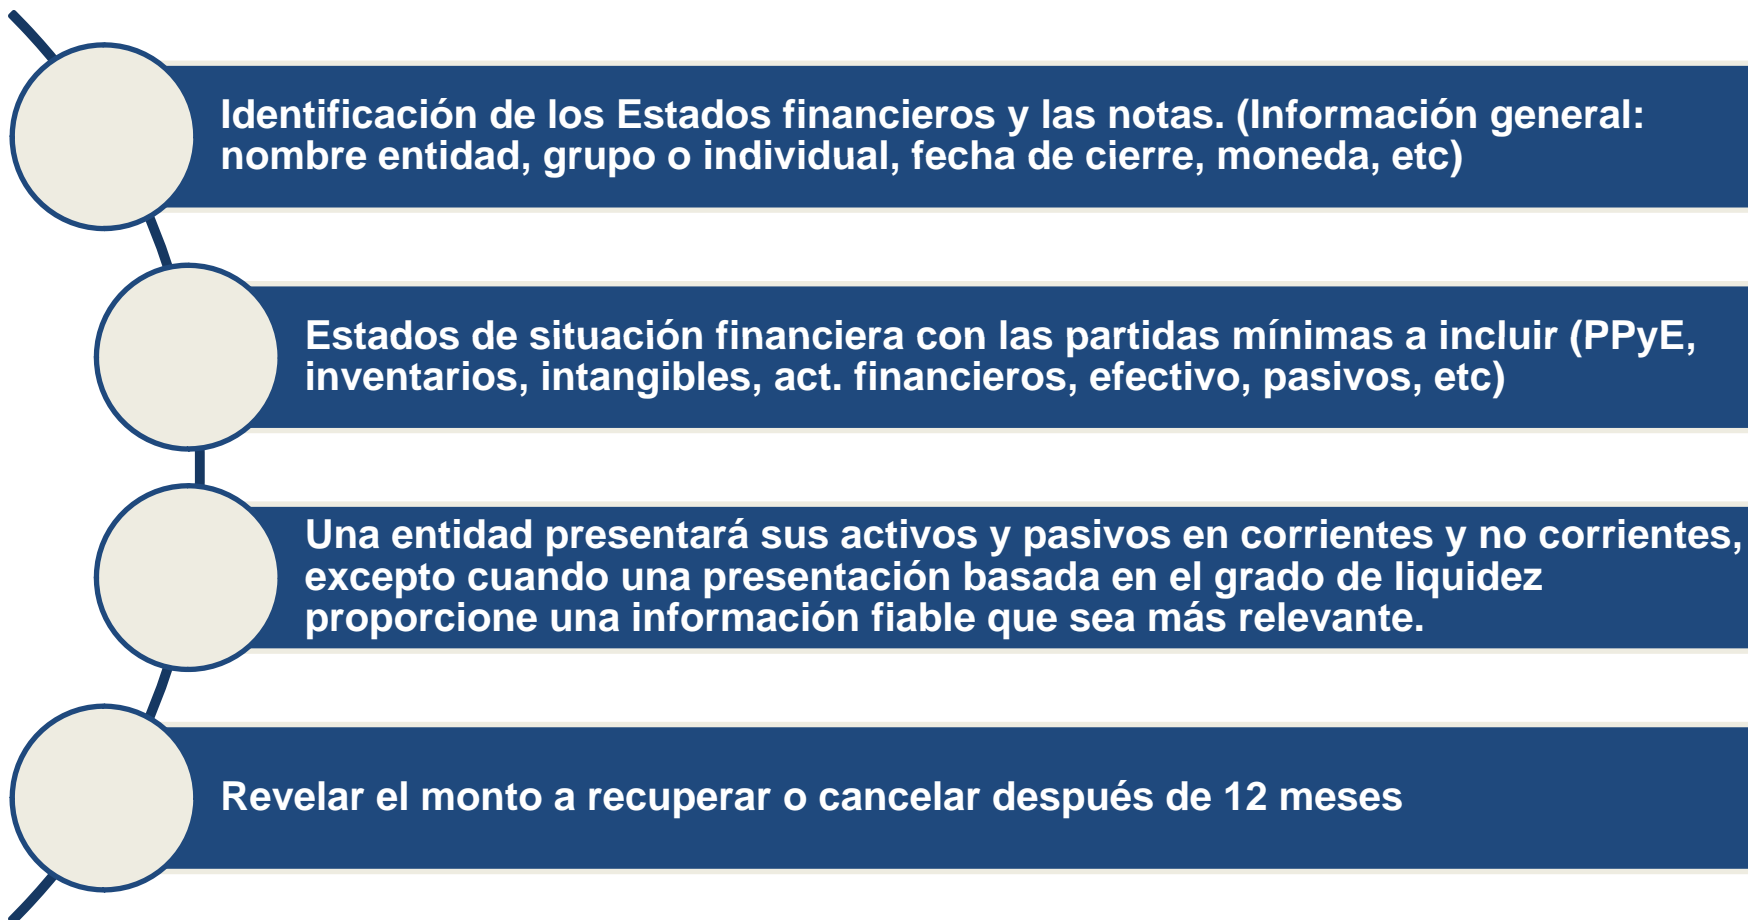 Identificación de los Estados financieros y las notas. (Información general:
nombre entidad, grupo o individual, fecha de cierre, moneda, etc)
Estados de situación financiera con las partidas mínimas a incluir (PPyE,
inventarios, intangibles, act. financieros, efectivo, pasivos, etc)
Una entidad presentará sus activos y pasivos en corrientes y no corrientes,
excepto cuando una presentación basada en el grado de liquidez
proporcione una información fiable que sea más relevante.
Revelar el monto a recuperar o cancelar después de 12 meses